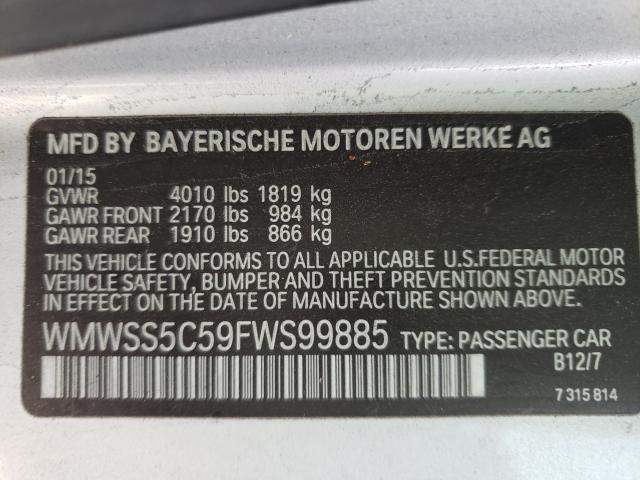 MFD BY BAYERISCHE MOTOREN WERKE AG
01/15
GVWR 4010 lbs 1819 kg
GAWR FRONT 2170 lbs 984 kg
GAWR REAR 1910 lbs 866 kg
THIS VEHICLE CONFORMS TO ALL APPLICABLE U.S.FEDERAL MOTOR
VEHICLE SAFETY, BUMPER AND THEFT PREVENTION STANDARDS
IN EFFECT ON THE DATE OF MANUFACTURE SHOWN ABOVE.
WMWSS5C59FWS99885 TYPE: PASSENGER CAR
B12/7
7 315 814